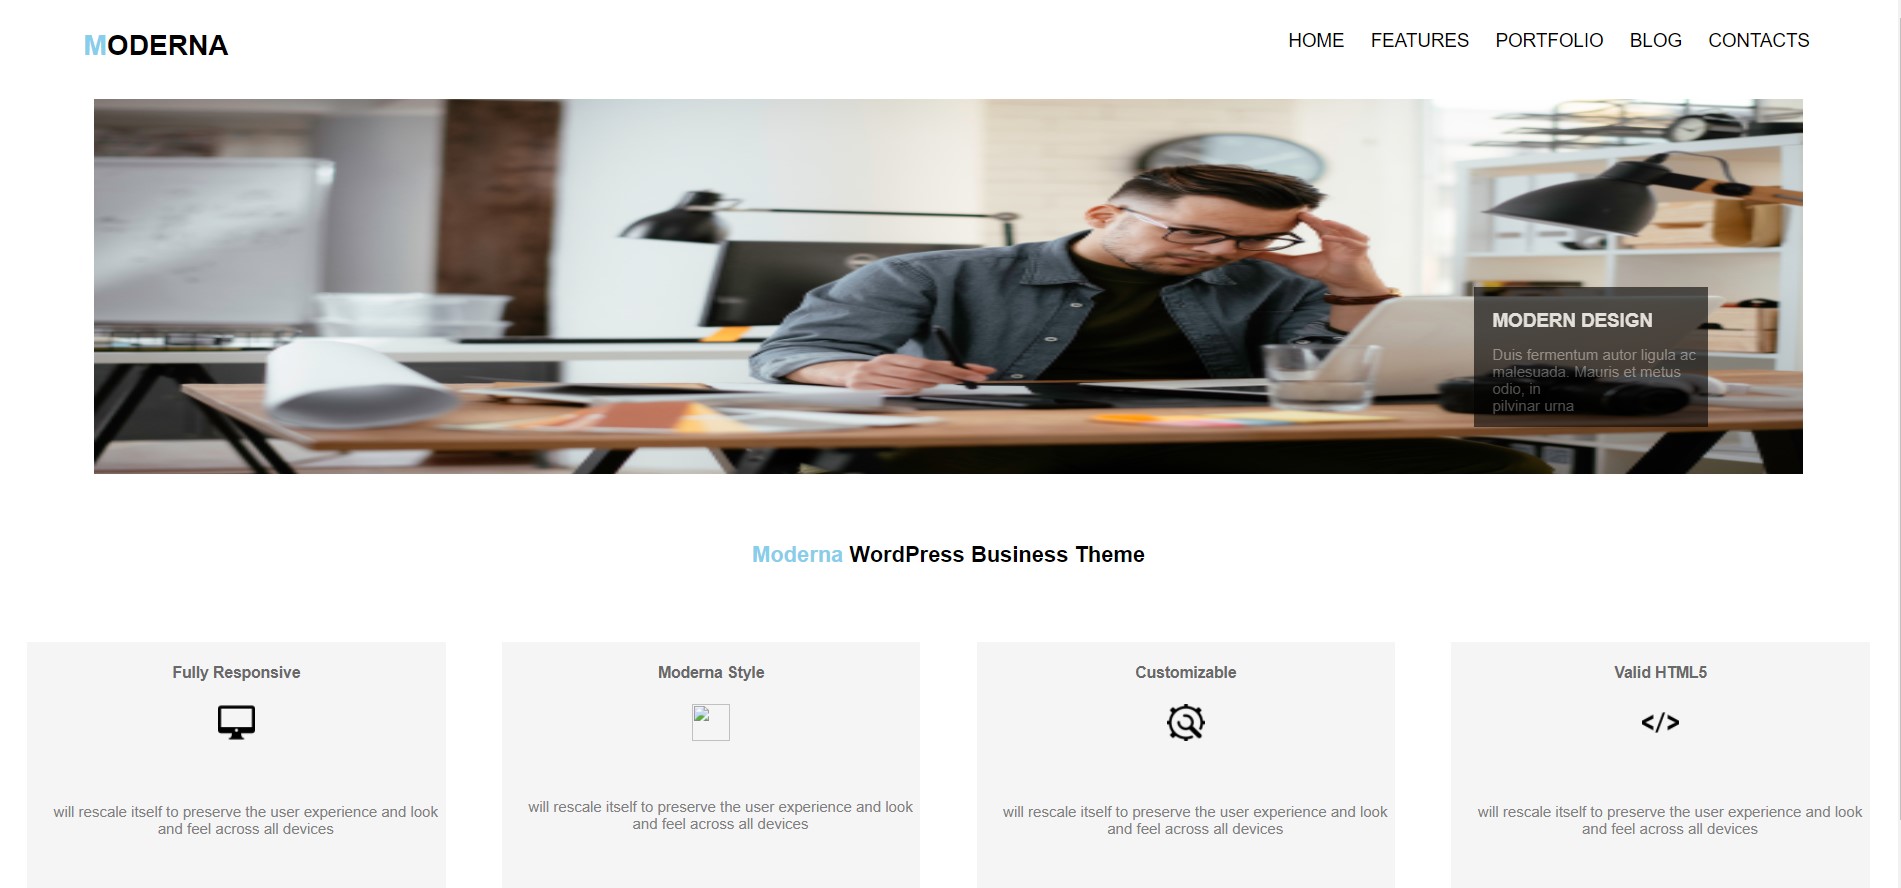 MODERNA
HOME FEATURES PORTFOLIO BLOG CONTACTS
MODERN DESIGN
Duis fermentum autor ligula ac
malesuada. Mauris et metus
odio, in
pilvinar urna
Moderna WordPress Business Theme
Fully Responsive
will rescale itself to preserve the user experience and look
and feel across all devices
Moderna Style
will rescale itself to preserve the user experience and look
and feel across all devices
Customizable
will rescale itself to preserve the user experience and look
and feel across all devices
Valid HTML5
</>
will rescale itself to preserve the user experience and look
and feel across all devices